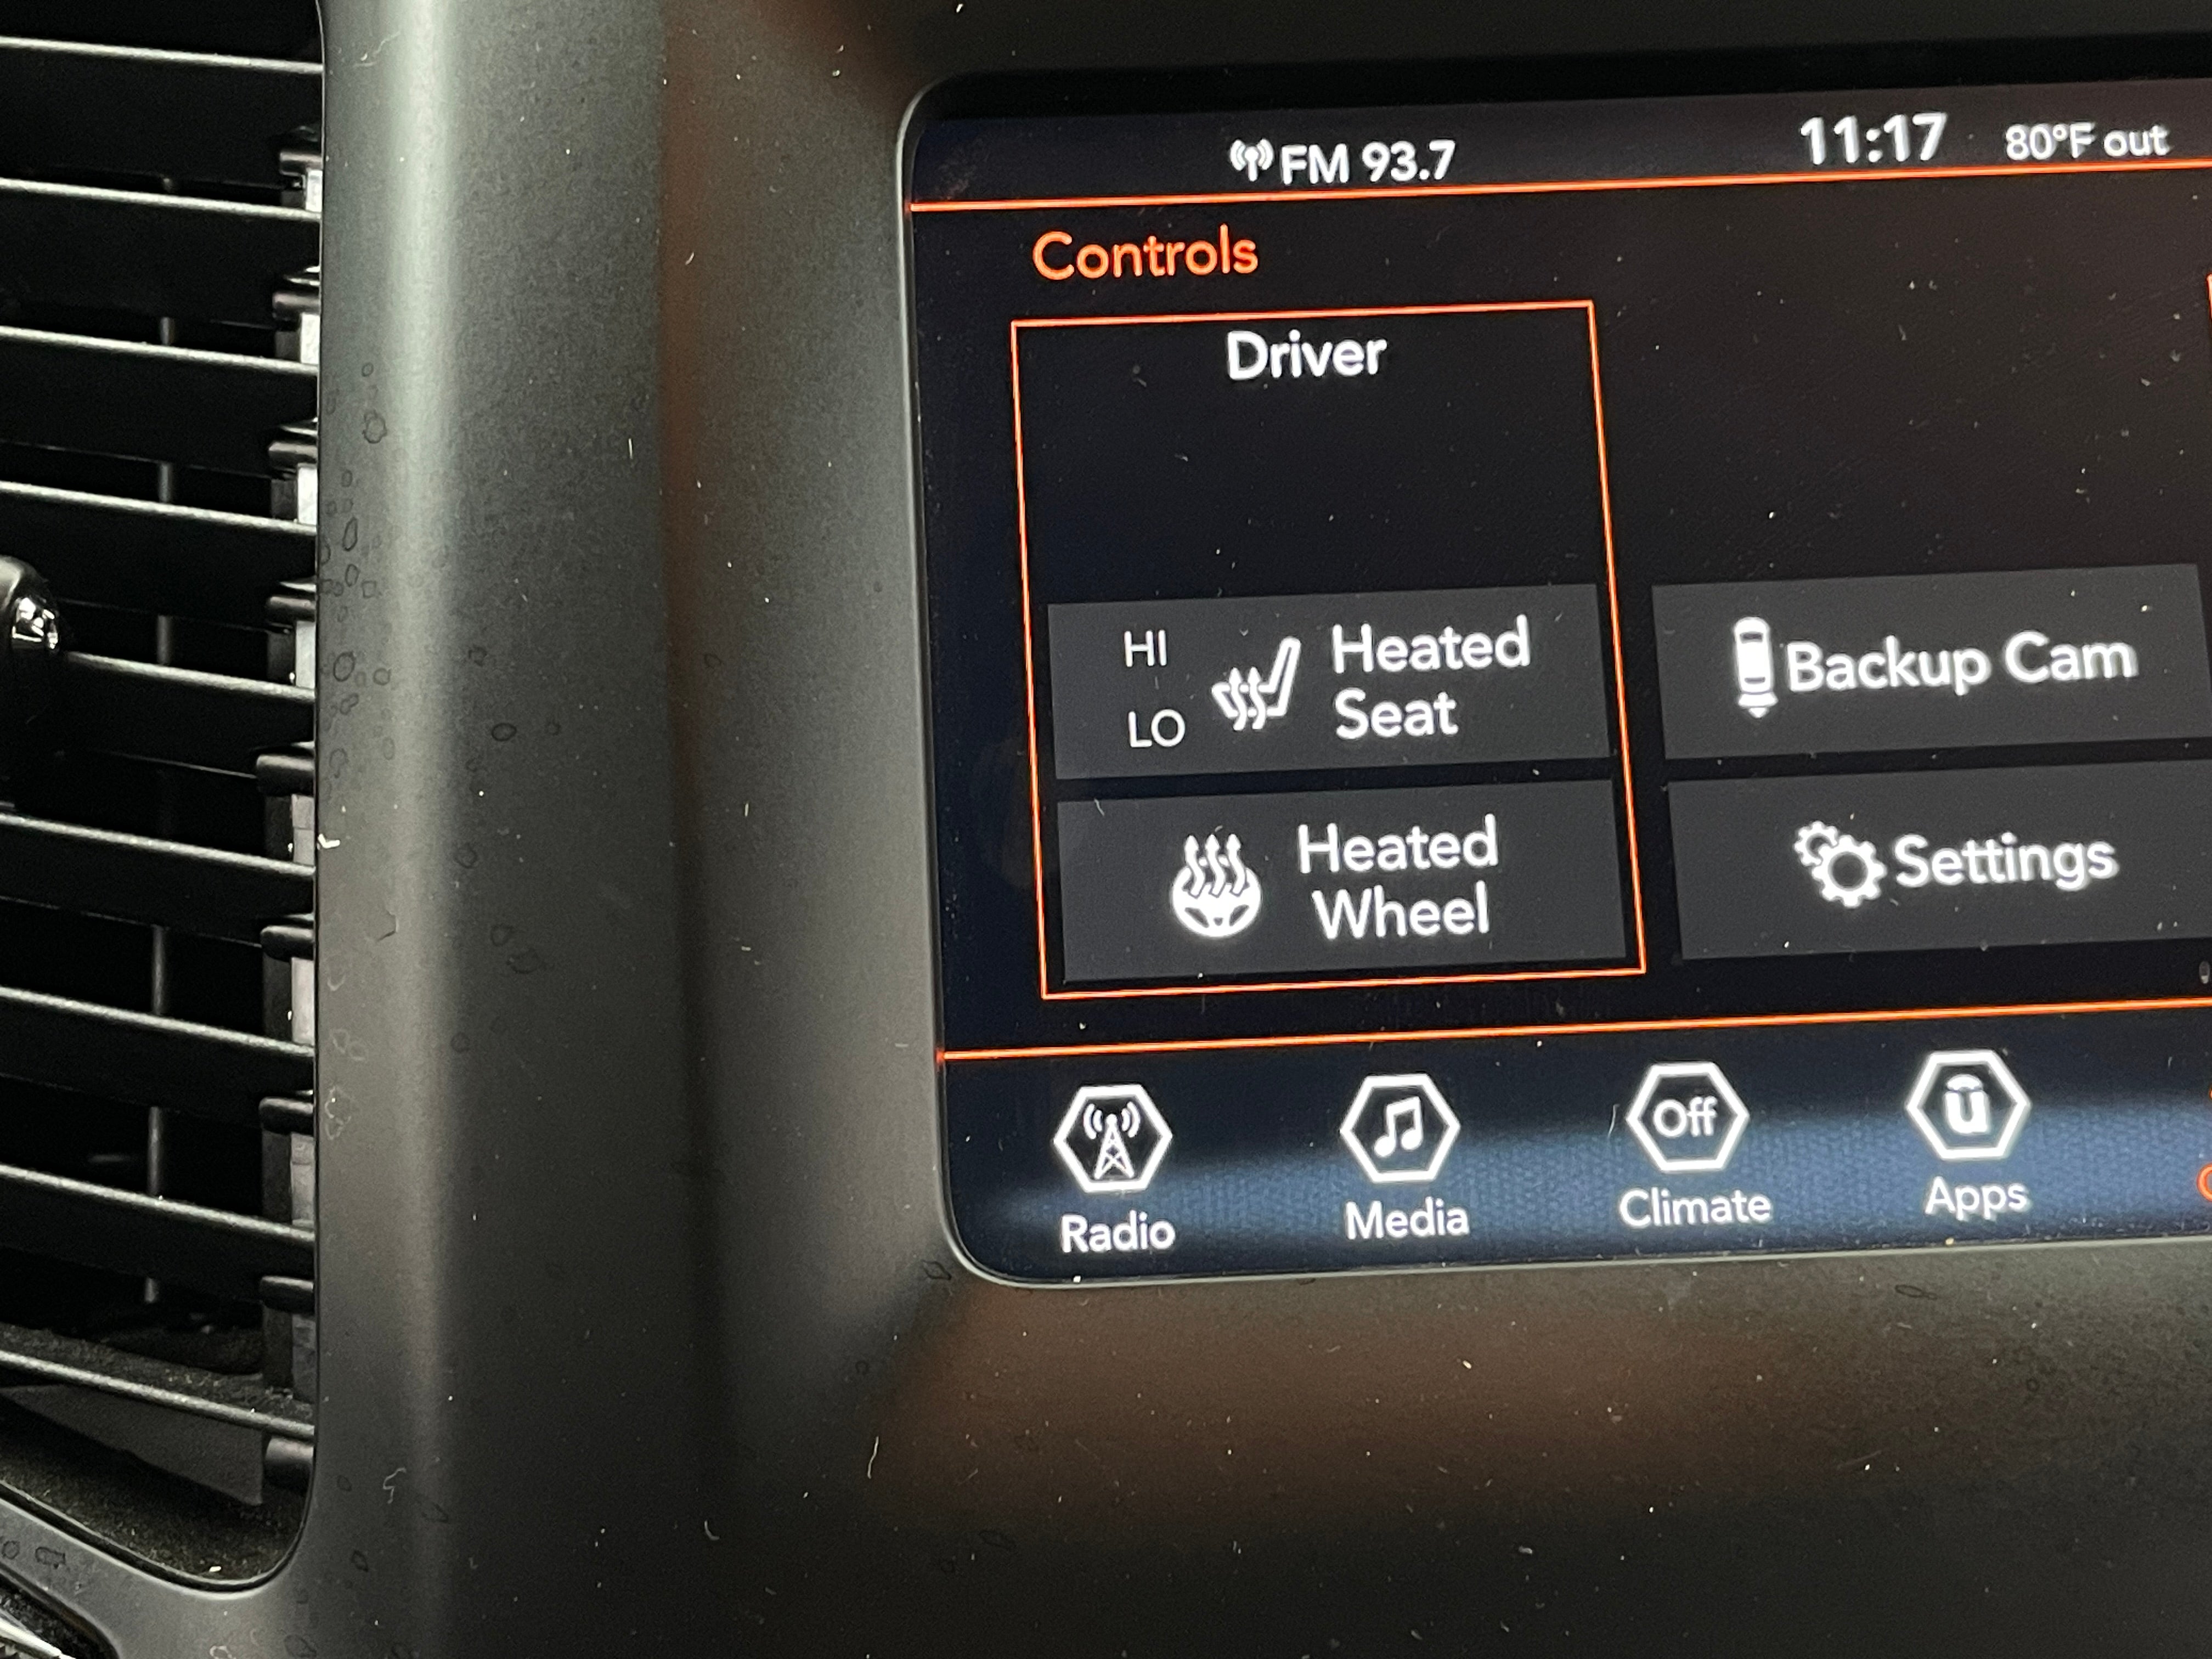 FM 93.7 11:17 80°F out
Controls
Driver
HI
LO
Heated
Seat
Backup Cam
Heated
Wheel
Settings
Off
Radio Media Climate Apps